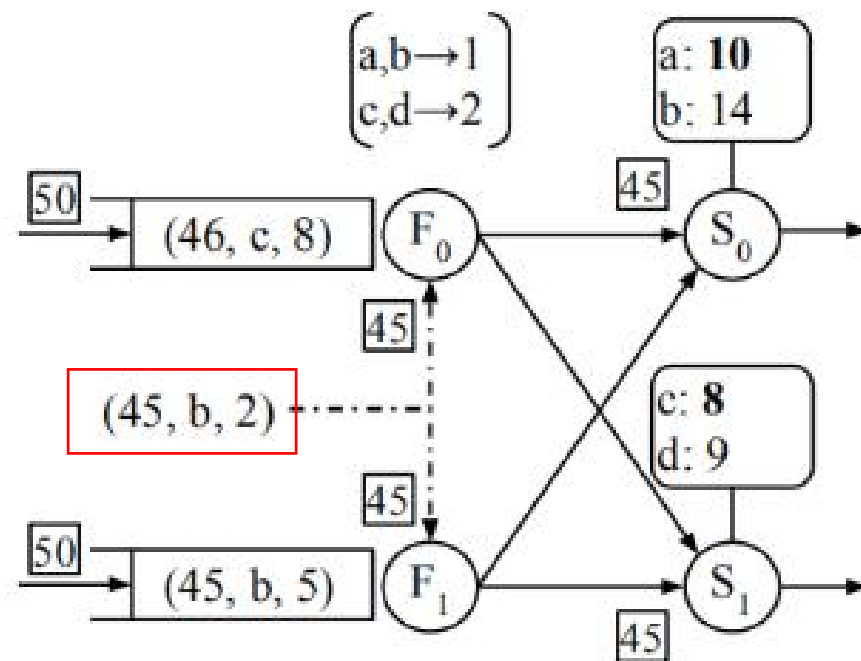 a,b→1
c,d→2
a: 10
b: 14
50
(46, c, 8)
F0
45
S0
45
(45, b, 2)
c: 8
d: 9
45
50
(45, b, 5)
F1
S1
45